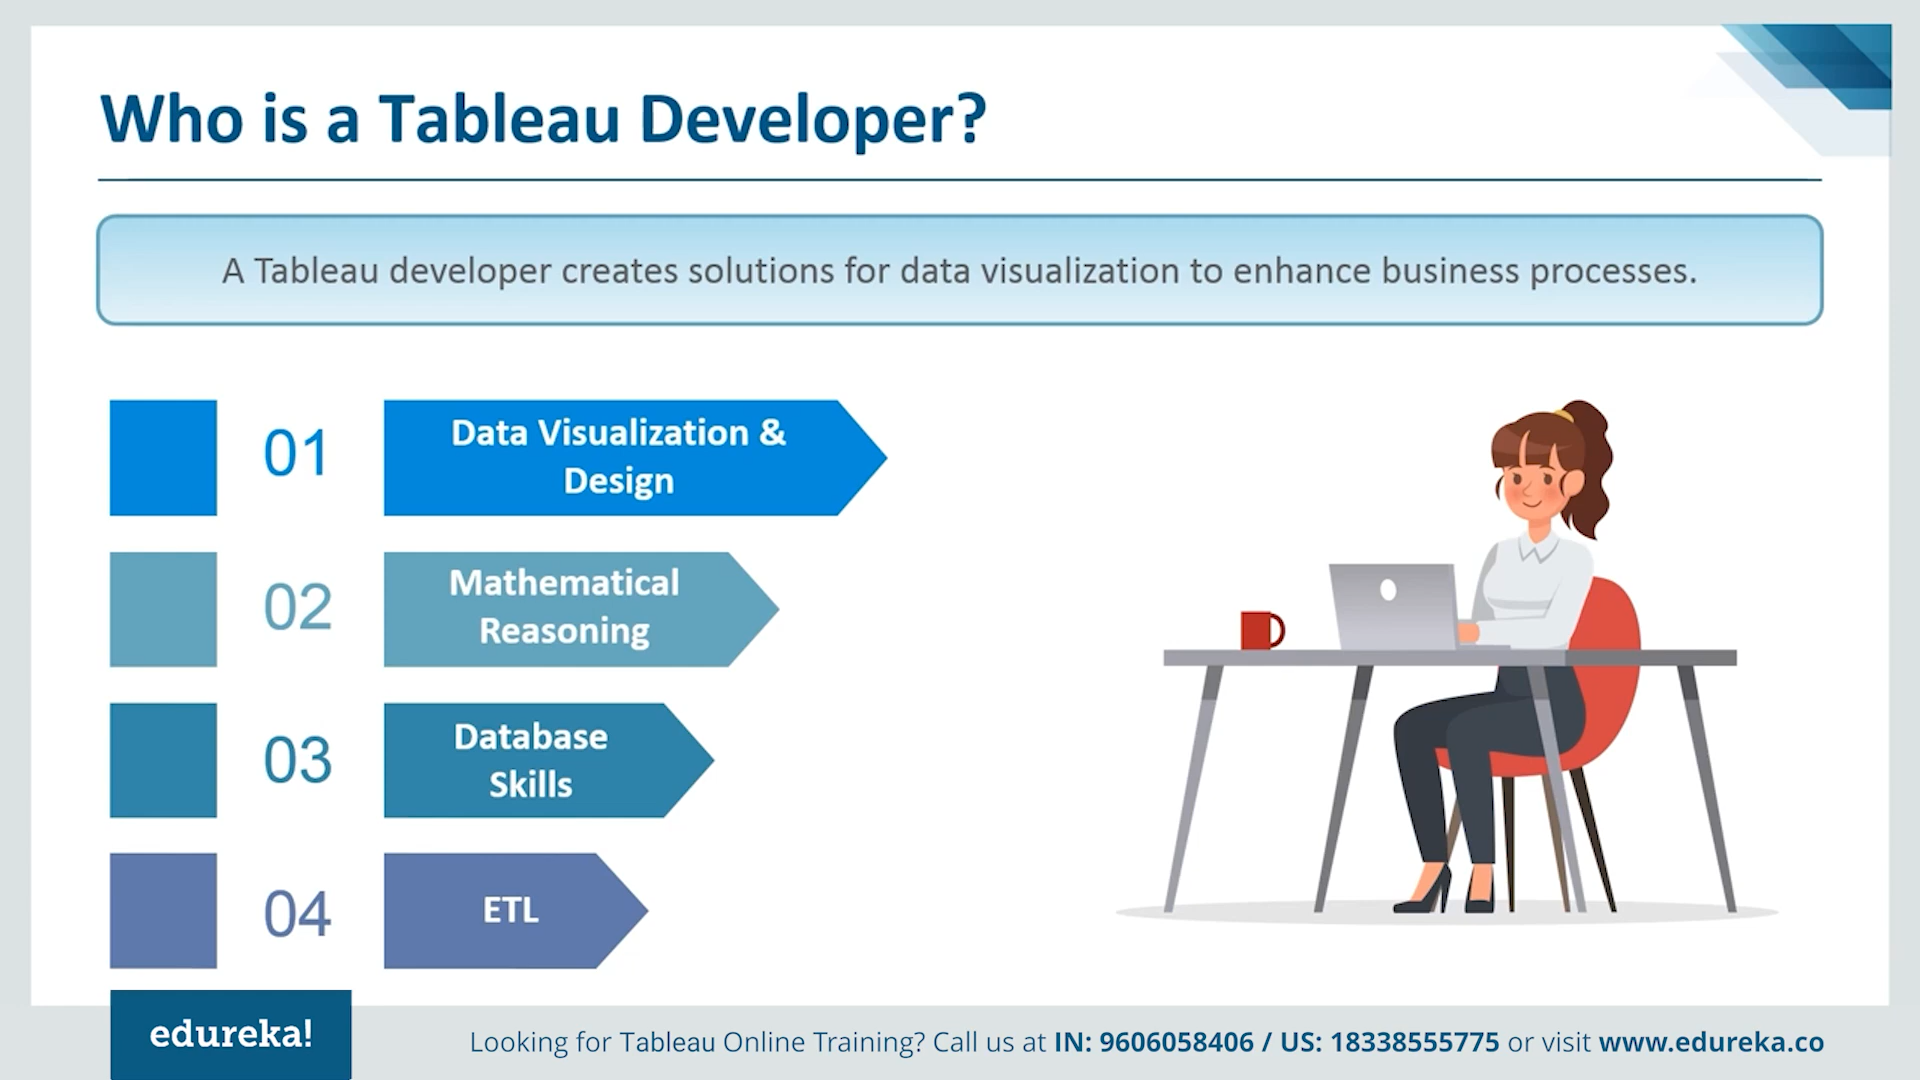 Who is a Tableau Developer?
A Tableau developer creates solutions for data visualization to enhance business processes.
01
Data Visualization &
Design
02
Mathematical
Reasoning
03
Database
Skills
04
ETL
edureka!
Looking for Tableau Online Training? Call us at IN: 9606058406 / US: 18338555775 or visit www.edureka.co